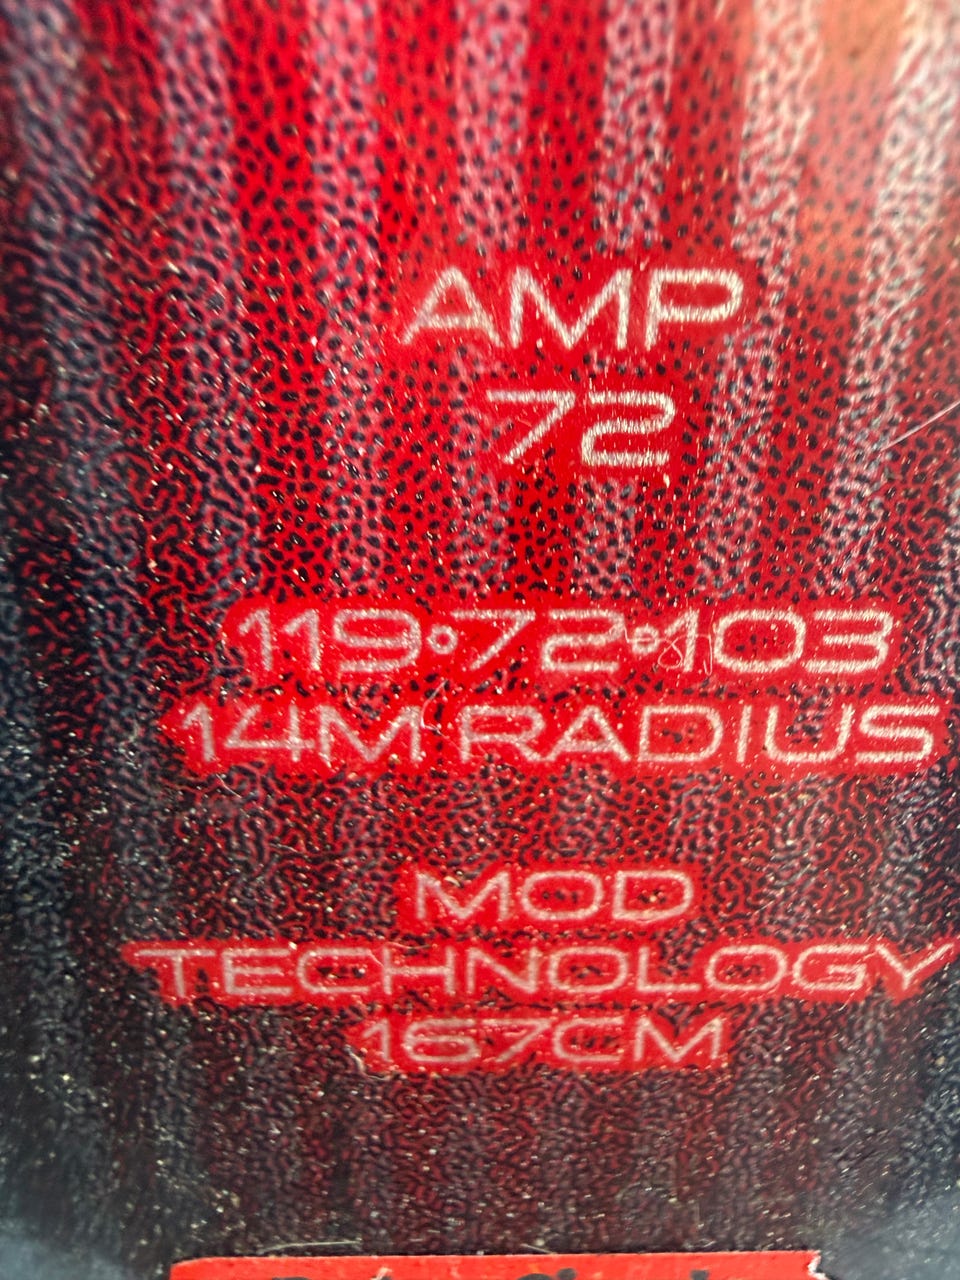 AMP
72
119•72•103
14M RADIUS
MOD
TECHNOLOGY
167CM